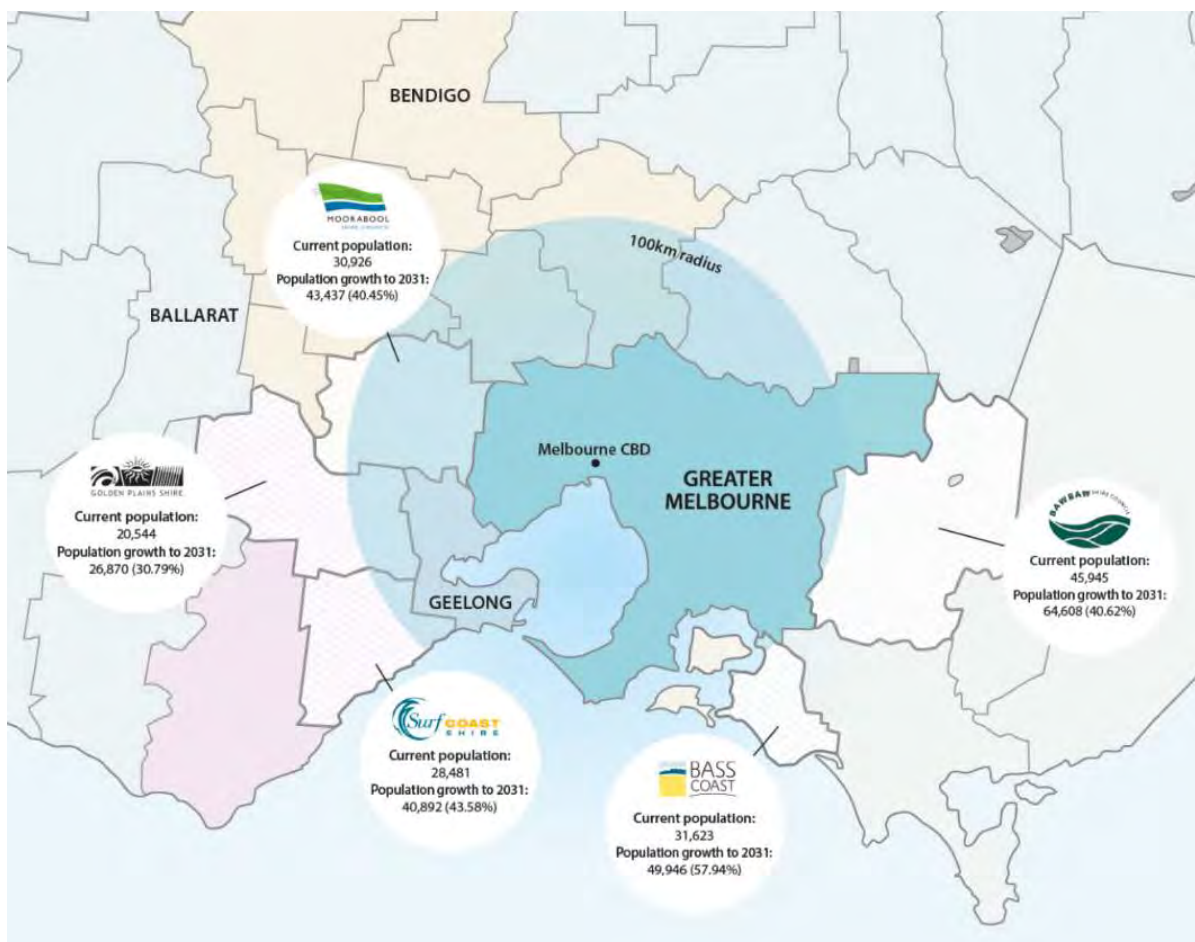 BENDIGO
MOORABOOL
SHIRE COUNCIL
Current population:
30,926
Population growth to 2031:
43,437 (40.45%)
100km radius
BALLARAT
Melbourne CBD
GREATER
MELBOURNE
GOLDEN PLAINS SHIRE
Current population:
20,544
Population growth to 2031:
26,870 (30.79%)
BAWBAW SHIRE COUNCIL
Current population:
45,945
Population growth to 2031:
64,608 (40.62%)
GEELONG
Surf COAST
SHIRE
Current population:
28,481
Population growth to 2031:
40,892 (43.58%)
BASS
COAST
Current population:
31,623
Population growth to 2031:
49,946 (57.94%)